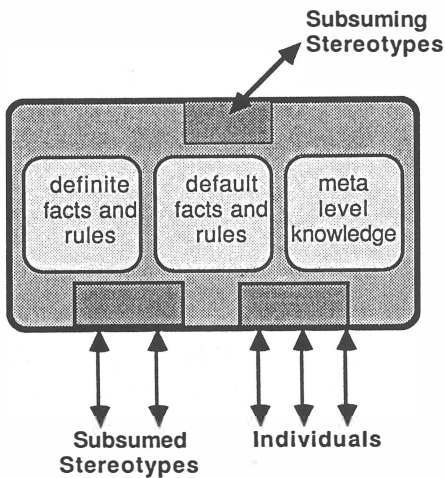 Subsuming
Stereotypes
definite
facts and
rules
default
facts and
rules
meta
level
knowledge
Subsumed
Stereotypes
Individuals